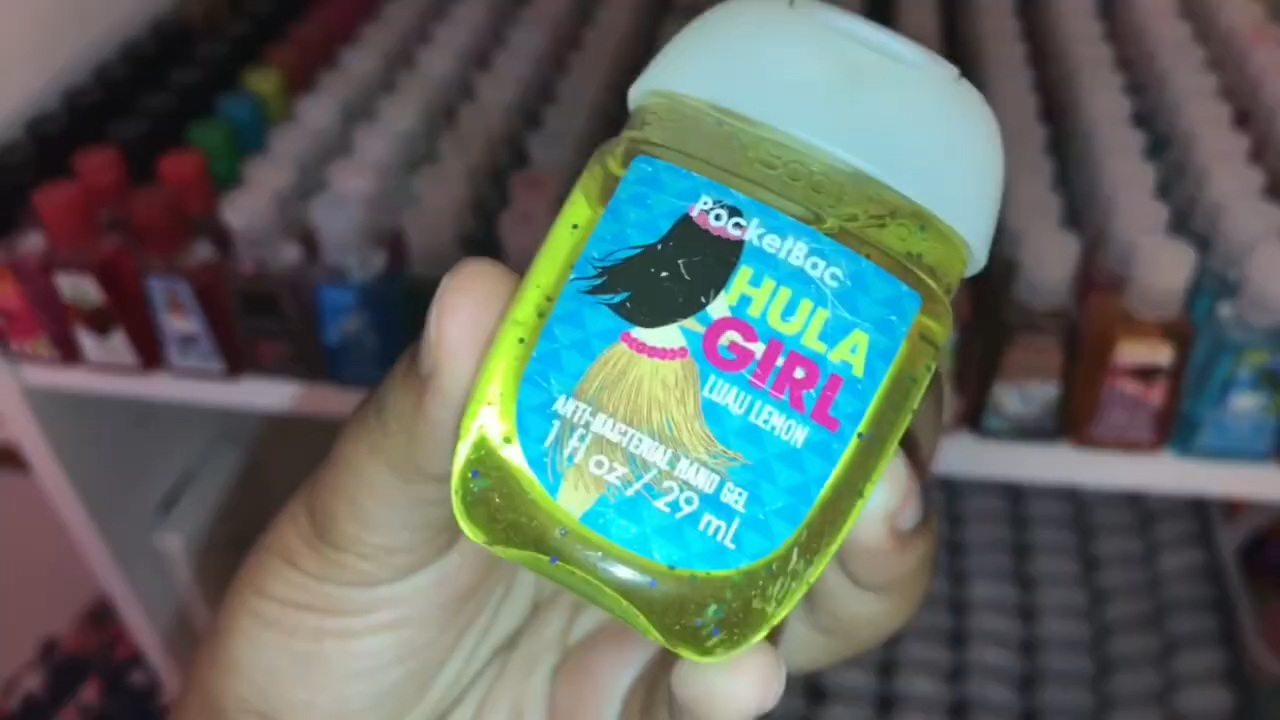 PocketBac
HULA
GIRL
LUAU LEMON
ANTI-BACTERIAL HAND GEL
1 fl oz / 29 mL